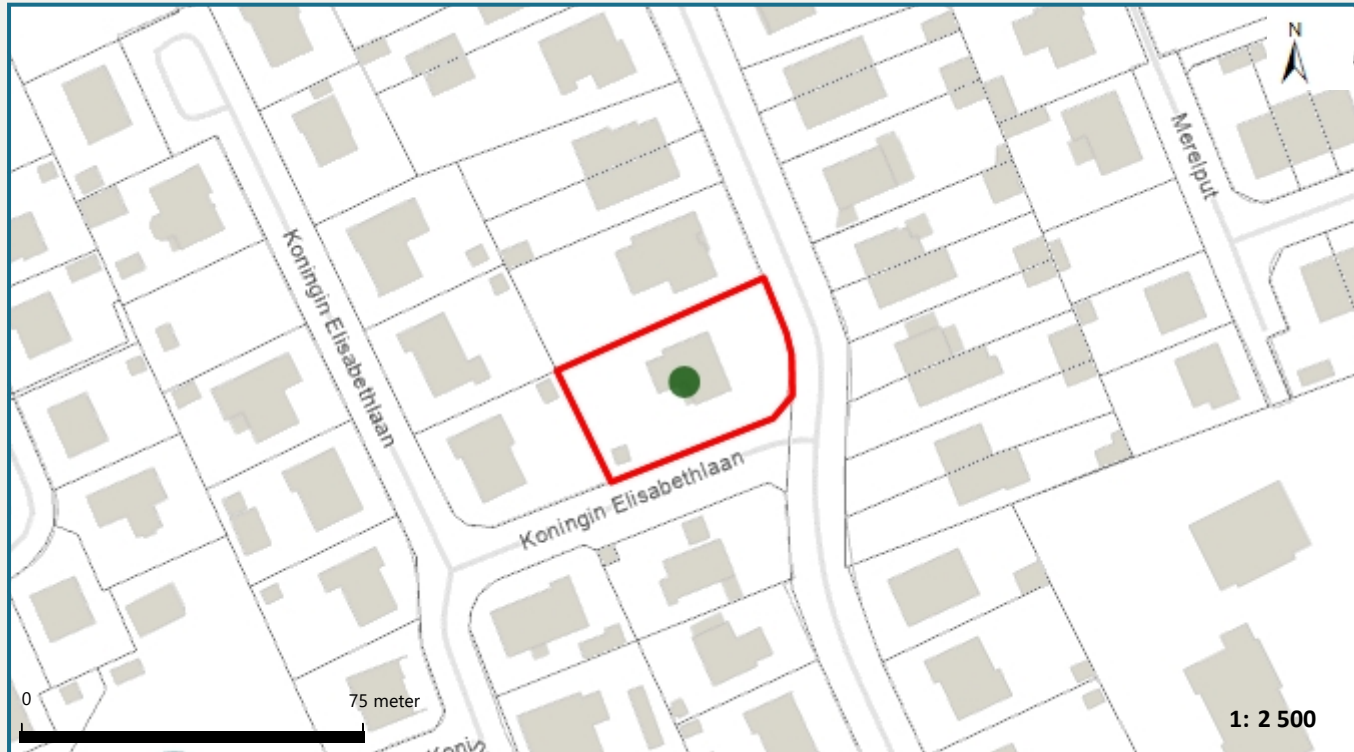 N
Merelput
Koningin Elisabethlaan
Koningin Elisabethlaan
0
75 meter
1: 2 500